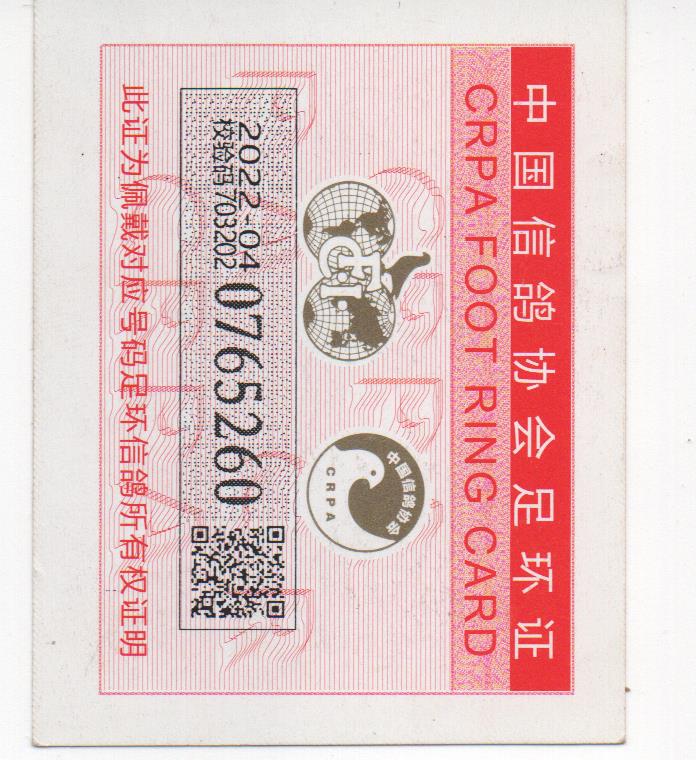 中国信鸽协会足环证
CRPA FOOT RING CARD
FCI
中国信鸽协会
CRPA
2022-04
校验码703202
0765260
此证为佩戴对应号码足环信鸽所有权证明